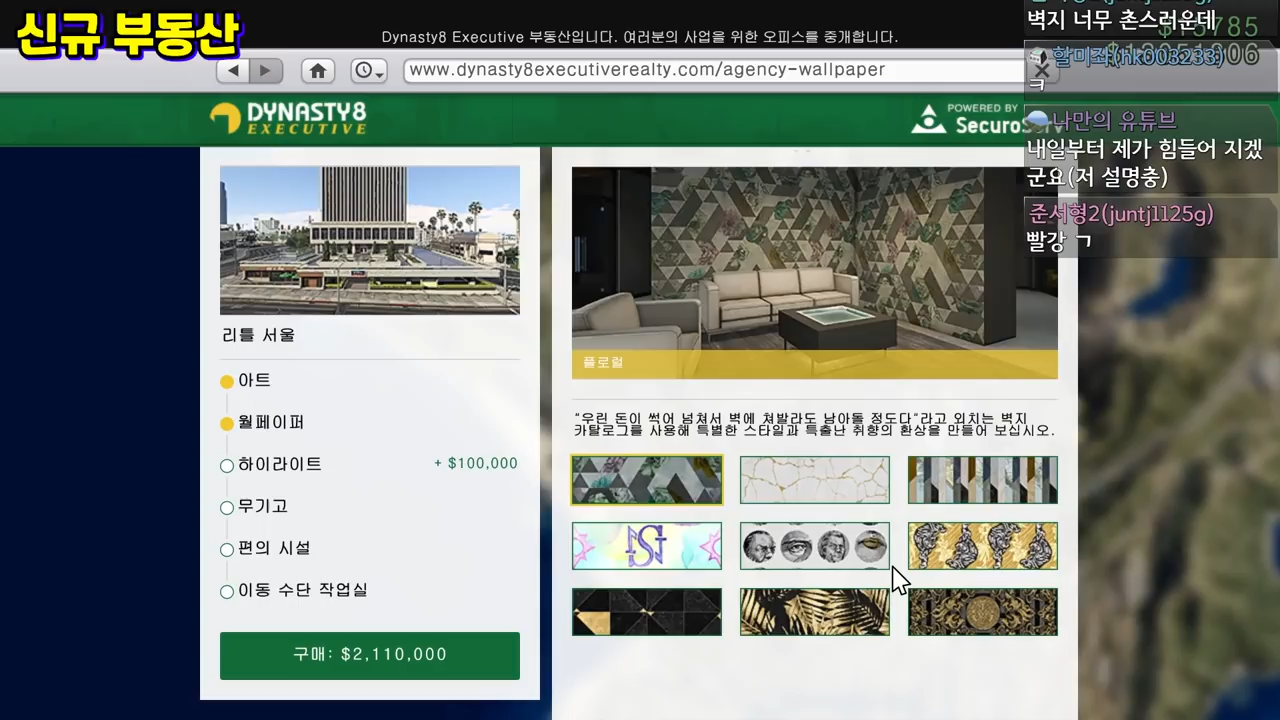 신규 부동산
Dynasty8 Executive 부동산입니다. 여러분의 사업을 위한 오피스를 중개합니다.
벽지 너무 촌스러운데
www.dynasty8executiverealty.com/agency-wallpaper
할미좌(hk003233)
ㅋ
DYNASTY8
EXECUTIVE
POWERED BY
SecuroServ
나만의 유튜브
내일부터 제가 힘들어 지겠
군요(저 설명충)
준서형2(juntj1125g)
빨강 ㄱ
리틀 서울
아트
월페이퍼
하이라이트
+ $100,000
무기고
편의 시설
이동 수단 작업실
구매: $2,110,000
플로럴
"우린 돈이 썩어 넘쳐서 벽에 쳐발라도 남아돌 정도다"라고 외치는 벽지
카탈로그를 사용해 특별한 스타일과 특출난 취향의 환상을 만들어 보십시오.